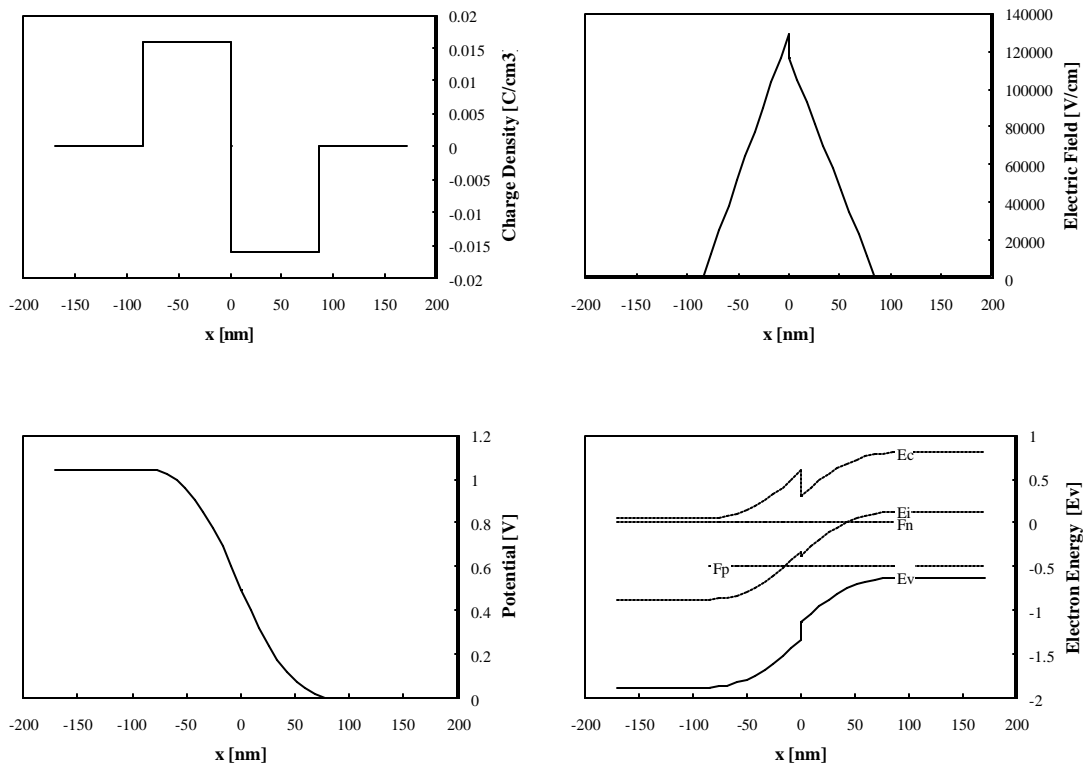 0.02
0.015
0.01
0.005
0
-0.005
-0.01
-0.015
-0.02
Charge Density [C/cm3]
-200 -150 -100 -50 0 50 100 150 200
x [nm]
140000
120000
100000
80000
60000
40000
20000
0
Electric Field [V/cm]
-200 -150 -100 -50 0 50 100 150 200
x [nm]
1.2
1
0.8
0.6
0.4
0.2
0
Potential [V]
-200 -150 -100 -50 0 50 100 150 200
x [nm]
1
0.5
0
-0.5
-1
-1.5
-2
Electron Energy [Ev]
Ec
Ei
Fn
Fp
Ev
-200 -150 -100 -50 0 50 100 150 200
x [nm]